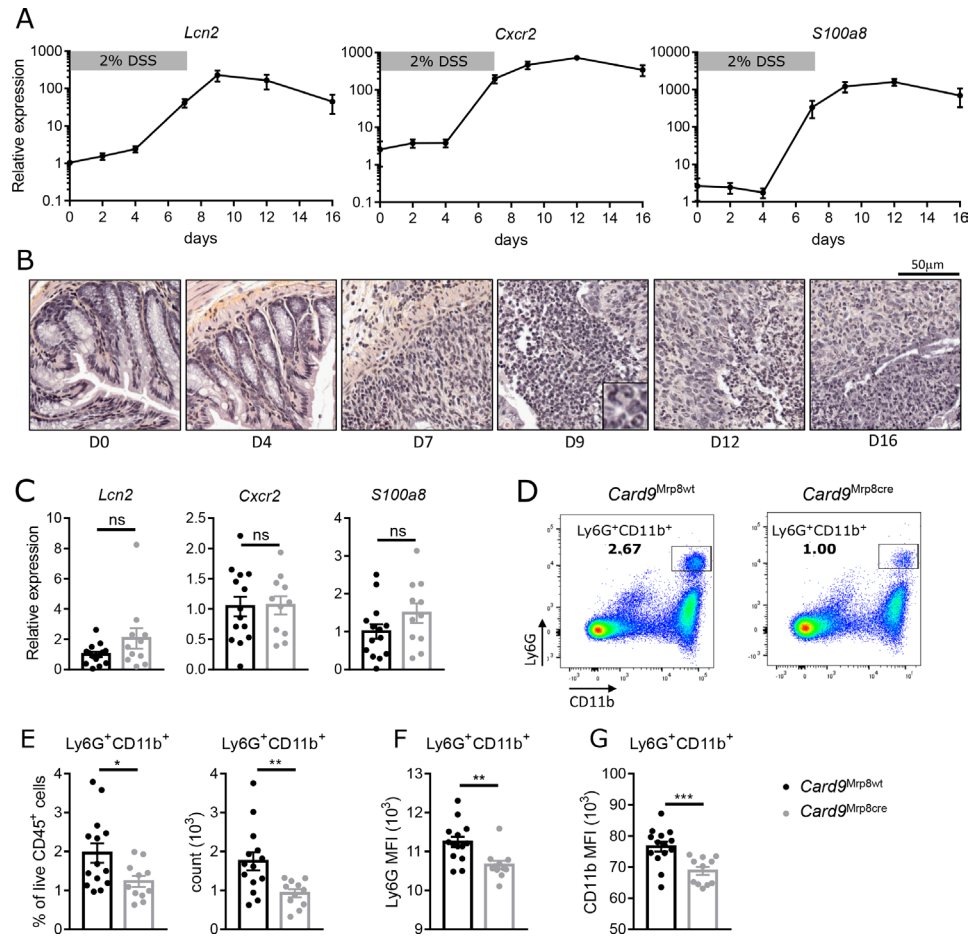 A
Lcn2
Cxcr2
S100a8
Relative expression
1000
100
10
1
0.1
2% DSS
0 2 4 6 8 10 12 14 16
days
1000
100
10
1
0.1
2% DSS
0 2 4 6 8 10 12 14 16
days
10000
1000
100
10
1
2% DSS
0 2 4 6 8 10 12 14 16
days
B
50µm
D0
D4
D7
D9
D12
D16
C
Lcn2
Cxcr2
S100a8
Relative expression
10
8
6
4
2
0
ns
2.5
2.0
1.5
1.0
0.5
0.0
ns
4
3
2
1
0
ns
D
Card9Mrp8wt
Card9Mrp8cre
Ly6G+CD11b+
2.67
Ly6G+CD11b+
1.00
Ly6G
CD11b
E
Ly6G+CD11b+
Ly6G+CD11b+
% of live CD45+ cells
4
3
2
1
0
*
count (103)
4
3
2
1
0
**
F
Ly6G+CD11b+
Ly6G MFI (103)
13
12
11
10
**
G
Ly6G+CD11b+
CD11b MFI (103)
100
90
80
70
60
50
***
Card9Mrp8wt
Card9Mrp8cre